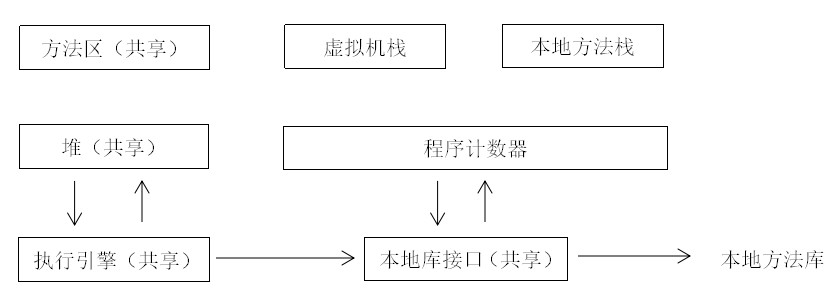 方法区（共享）
虚拟机栈
本地方法栈
堆（共享）
程序计数器
执行引擎（共享）
本地库接口（共享）
本地方法库